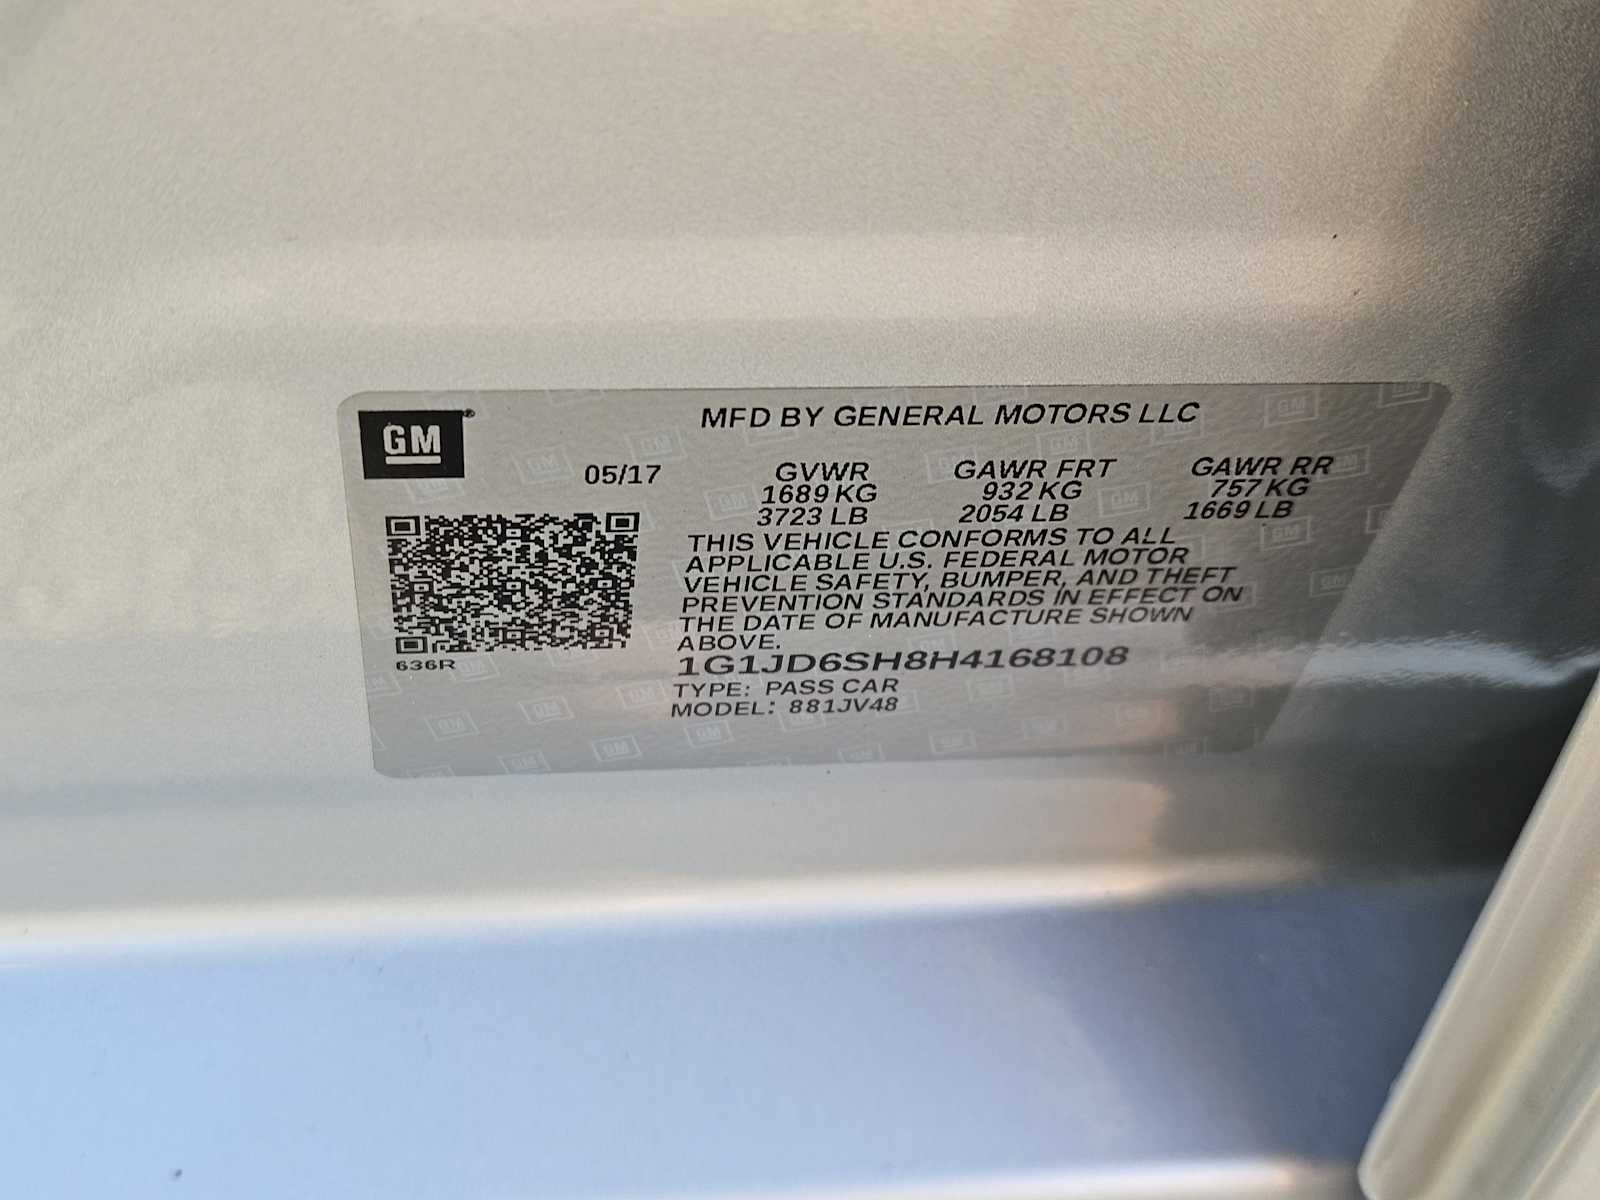 GM®
MFD BY GENERAL MOTORS LLC
05/17 GVWR GAWR FRT GAWR RR
1689 KG 932 KG 757 KG
3723 LB 2054 LB 1669 LB
THIS VEHICLE CONFORMS TO ALL
APPLICABLE U.S. FEDERAL MOTOR
VEHICLE SAFETY, BUMPER, AND THEFT
PREVENTION STANDARDS IN EFFECT ON
THE DATE OF MANUFACTURE SHOWN
ABOVE.
636R
1G1JD6SH8H4168108
TYPE: PASS CAR
MODEL: 881JV48